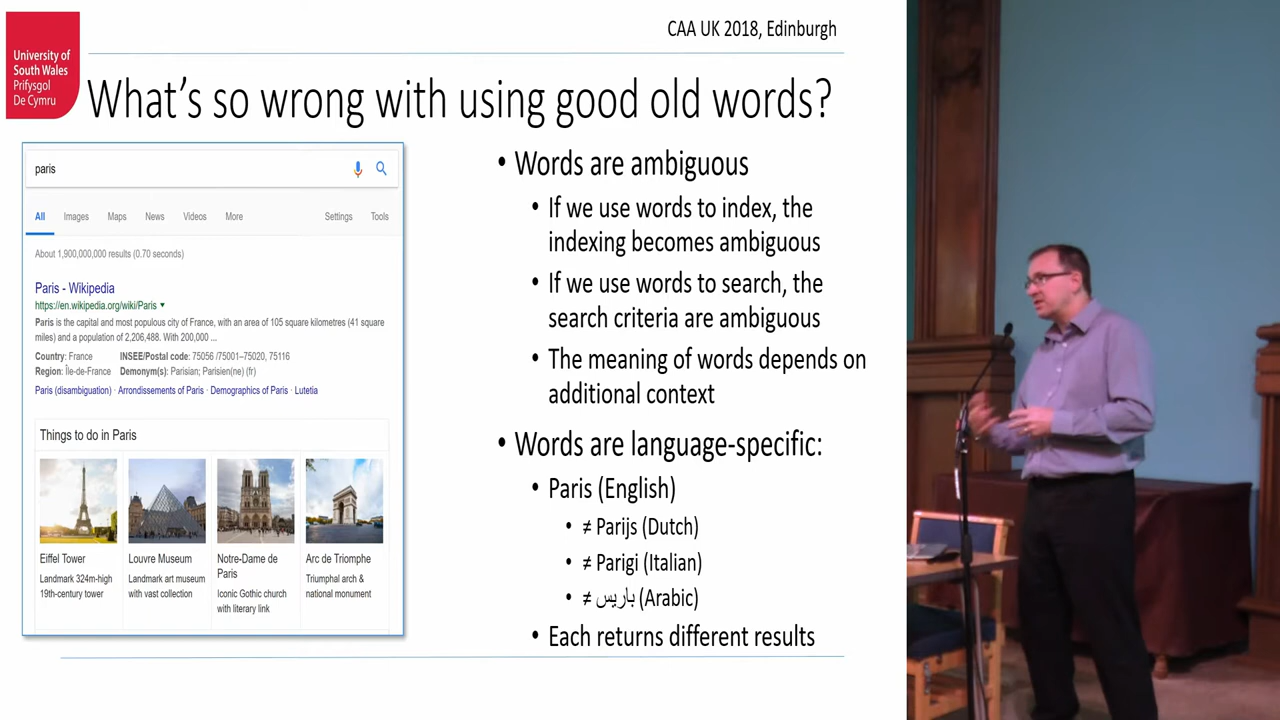 CAA UK 2018, Edinburgh
University of
South Wales
Prifysgol
De Cymru
What's so wrong with using good old words?
paris
All Images Maps News Videos More Settings Tools
About 1,900,000,000 results (0.70 seconds)
Paris - Wikipedia
https://en.wikipedia.org/wiki/Paris
Paris is the capital and most populous city of France, with an area of 105 square kilometres (41 square
miles) and a population of 2,206,488. With 200,000 ...
Country: France INSEE/Postal code: 75056 /75001–75020, 75116
Region: Île-de-France Demonym(s): Parisian; Parisien(ne) (fr)
Paris (disambiguation) · Arrondissements of Paris · Demographics of Paris · Lutetia
Things to do in Paris
Eiffel Tower
Landmark 324m-high
19th-century tower
Louvre Museum
Landmark art museum
with vast collection
Notre-Dame de
Paris
Iconic Gothic church
with literary link
Arc de Triomphe
Triumphal arch &
national monument
• Words are ambiguous
• If we use words to index, the
indexing becomes ambiguous
• If we use words to search, the
search criteria are ambiguous
• The meaning of words depends on
additional context
• Words are language-specific:
• Paris (English)
• ≠ Parijs (Dutch)
• ≠ Parigi (Italian)
• ≠ باريس (Arabic)
• Each returns different results